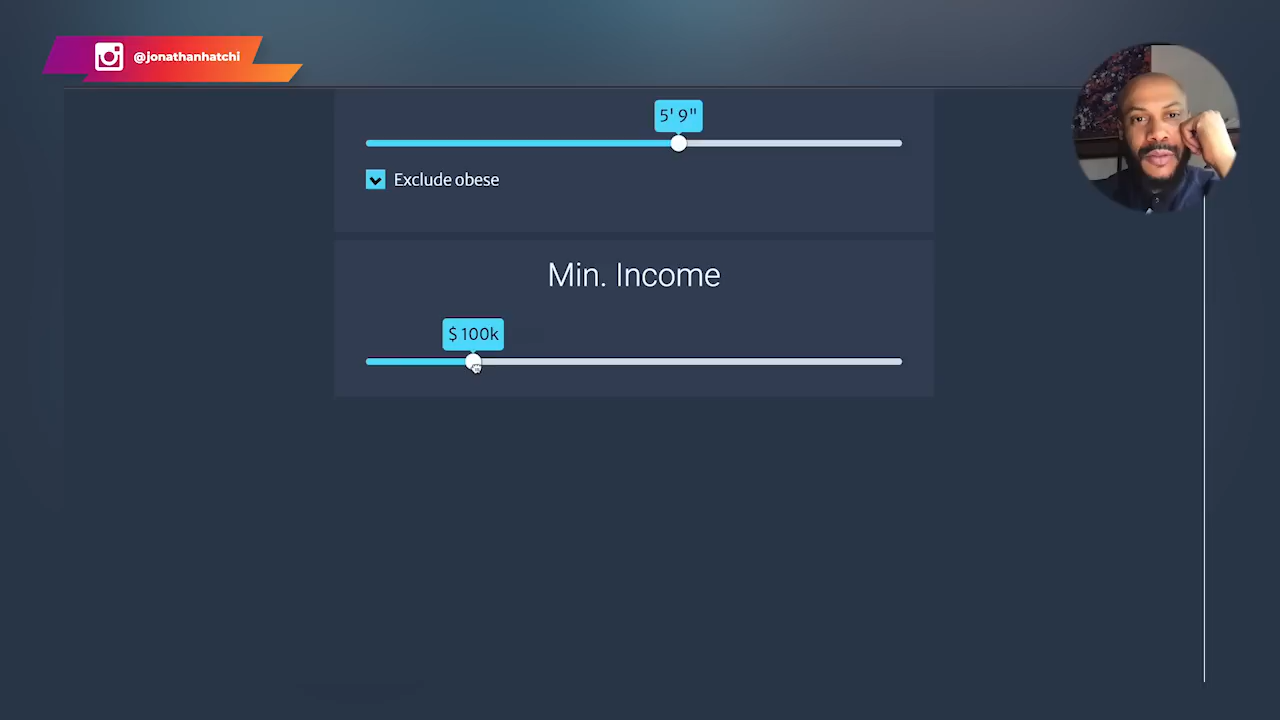 @jonathanhatchi
5' 9"
Exclude obese
Min. Income
$ 100k